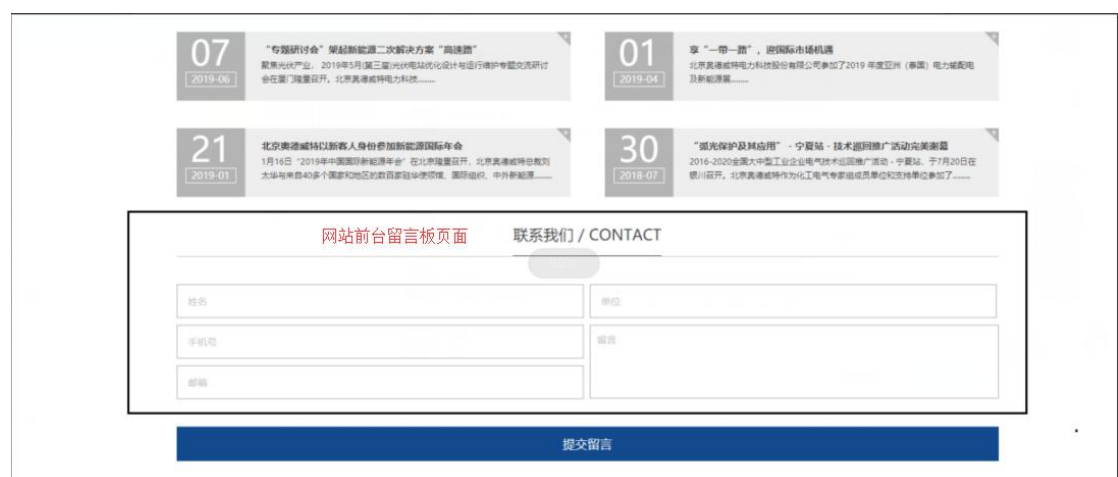 07
2019-06
“专题研讨会”架起新能源二次解决方案“高速路”
聚焦光伏产业，2019年5月(第三届)光伏电站优化设计与运行维护专题交流研讨
会在厦门隆重召开。北京奥德威特电力科技........
01
2019-04
享“一带一路”，迎国际市场机遇
北京奥德威特电力科技股份有限公司参加了2019 年度亚洲（泰国）电力输配电
及新能源展........
21
2019-01
北京奥德威特以新客人身份参加新能源国际年会
1月16日“2019年中国国际新能源年会”在北京隆重召开，北京奥德威特总裁刘
太华与来自40多个国家和地区的数百家驻华使领馆、国际组织、中外新能源........
30
2018-07
“弧光保护及其应用” - 宁夏站 - 技术巡回推广活动完美谢幕
2016-2020全国大中型工业企业电气技术巡回推广活动 - 宁夏站，于7月20日在
银川召开。北京奥德威特作为化工电气专家组成员单位和支持单位参加了........
网站前台留言板页面
联系我们 / CONTACT
姓名
单位
手机号
留言
邮箱
提交留言